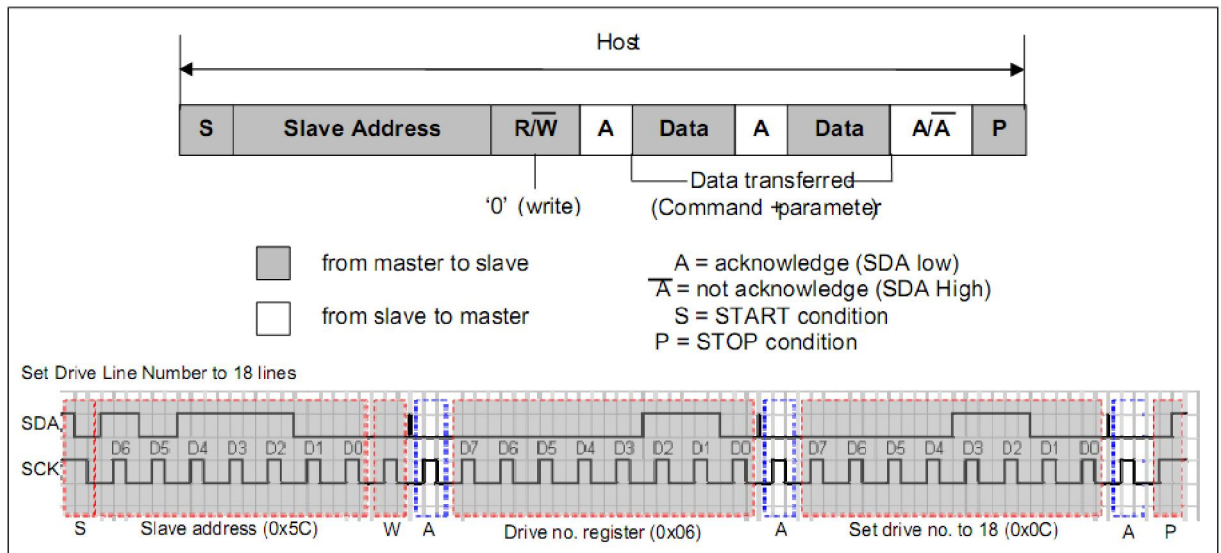 Host
S Slave Address R/W̅ A Data A Data A/A̅ P
'0' (write)
Data transferred
(Command +parameter
from master to slave
from slave to master
A = acknowledge (SDA low)
A̅ = not acknowledge (SDA High)
S = START condition
P = STOP condition
Set Drive Line Number to 18 lines
SDA
D6 D5 D4 D3 D2 D1 D0 D7 D6 D5 D4 D3 D2 D1 D0 D7 D6 D5 D4 D3 D2 D1 D0
SCK
S Slave address (0x5C) W A Drive no. register (0x06) A Set drive no. to 18 (0x0C) A P